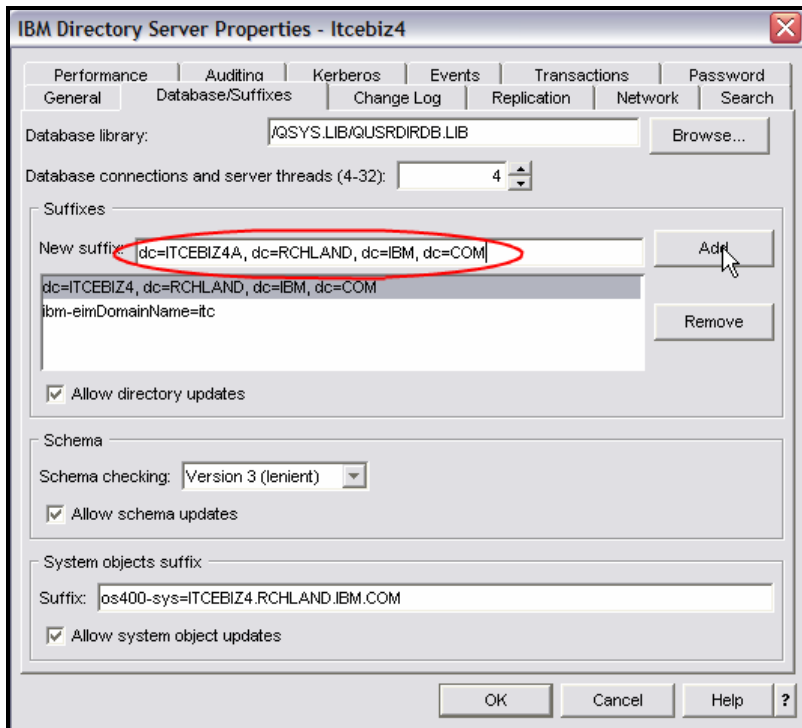 IBM Directory Server Properties - Itcebiz4
Performance Auditing Kerberos Events Transactions Password
General Database/Suffixes Change Log Replication Network Search
Database library: /QSYS.LIB/QUSRDIRDB.LIB Browse...
Database connections and server threads (4-32): 4
Suffixes
New suffix: dc=ITCEBIZ4A, dc=RCHLAND, dc=IBM, dc=COM Add
dc=ITCEBIZ4, dc=RCHLAND, dc=IBM, dc=COM
ibm-eimDomainName=itc
Remove
Allow directory updates
Schema
Schema checking: Version 3 (lenient)
Allow schema updates
System objects suffix
Suffix: os400-sys=ITCEBIZ4.RCHLAND.IBM.COM
Allow system object updates
OK Cancel Help ?